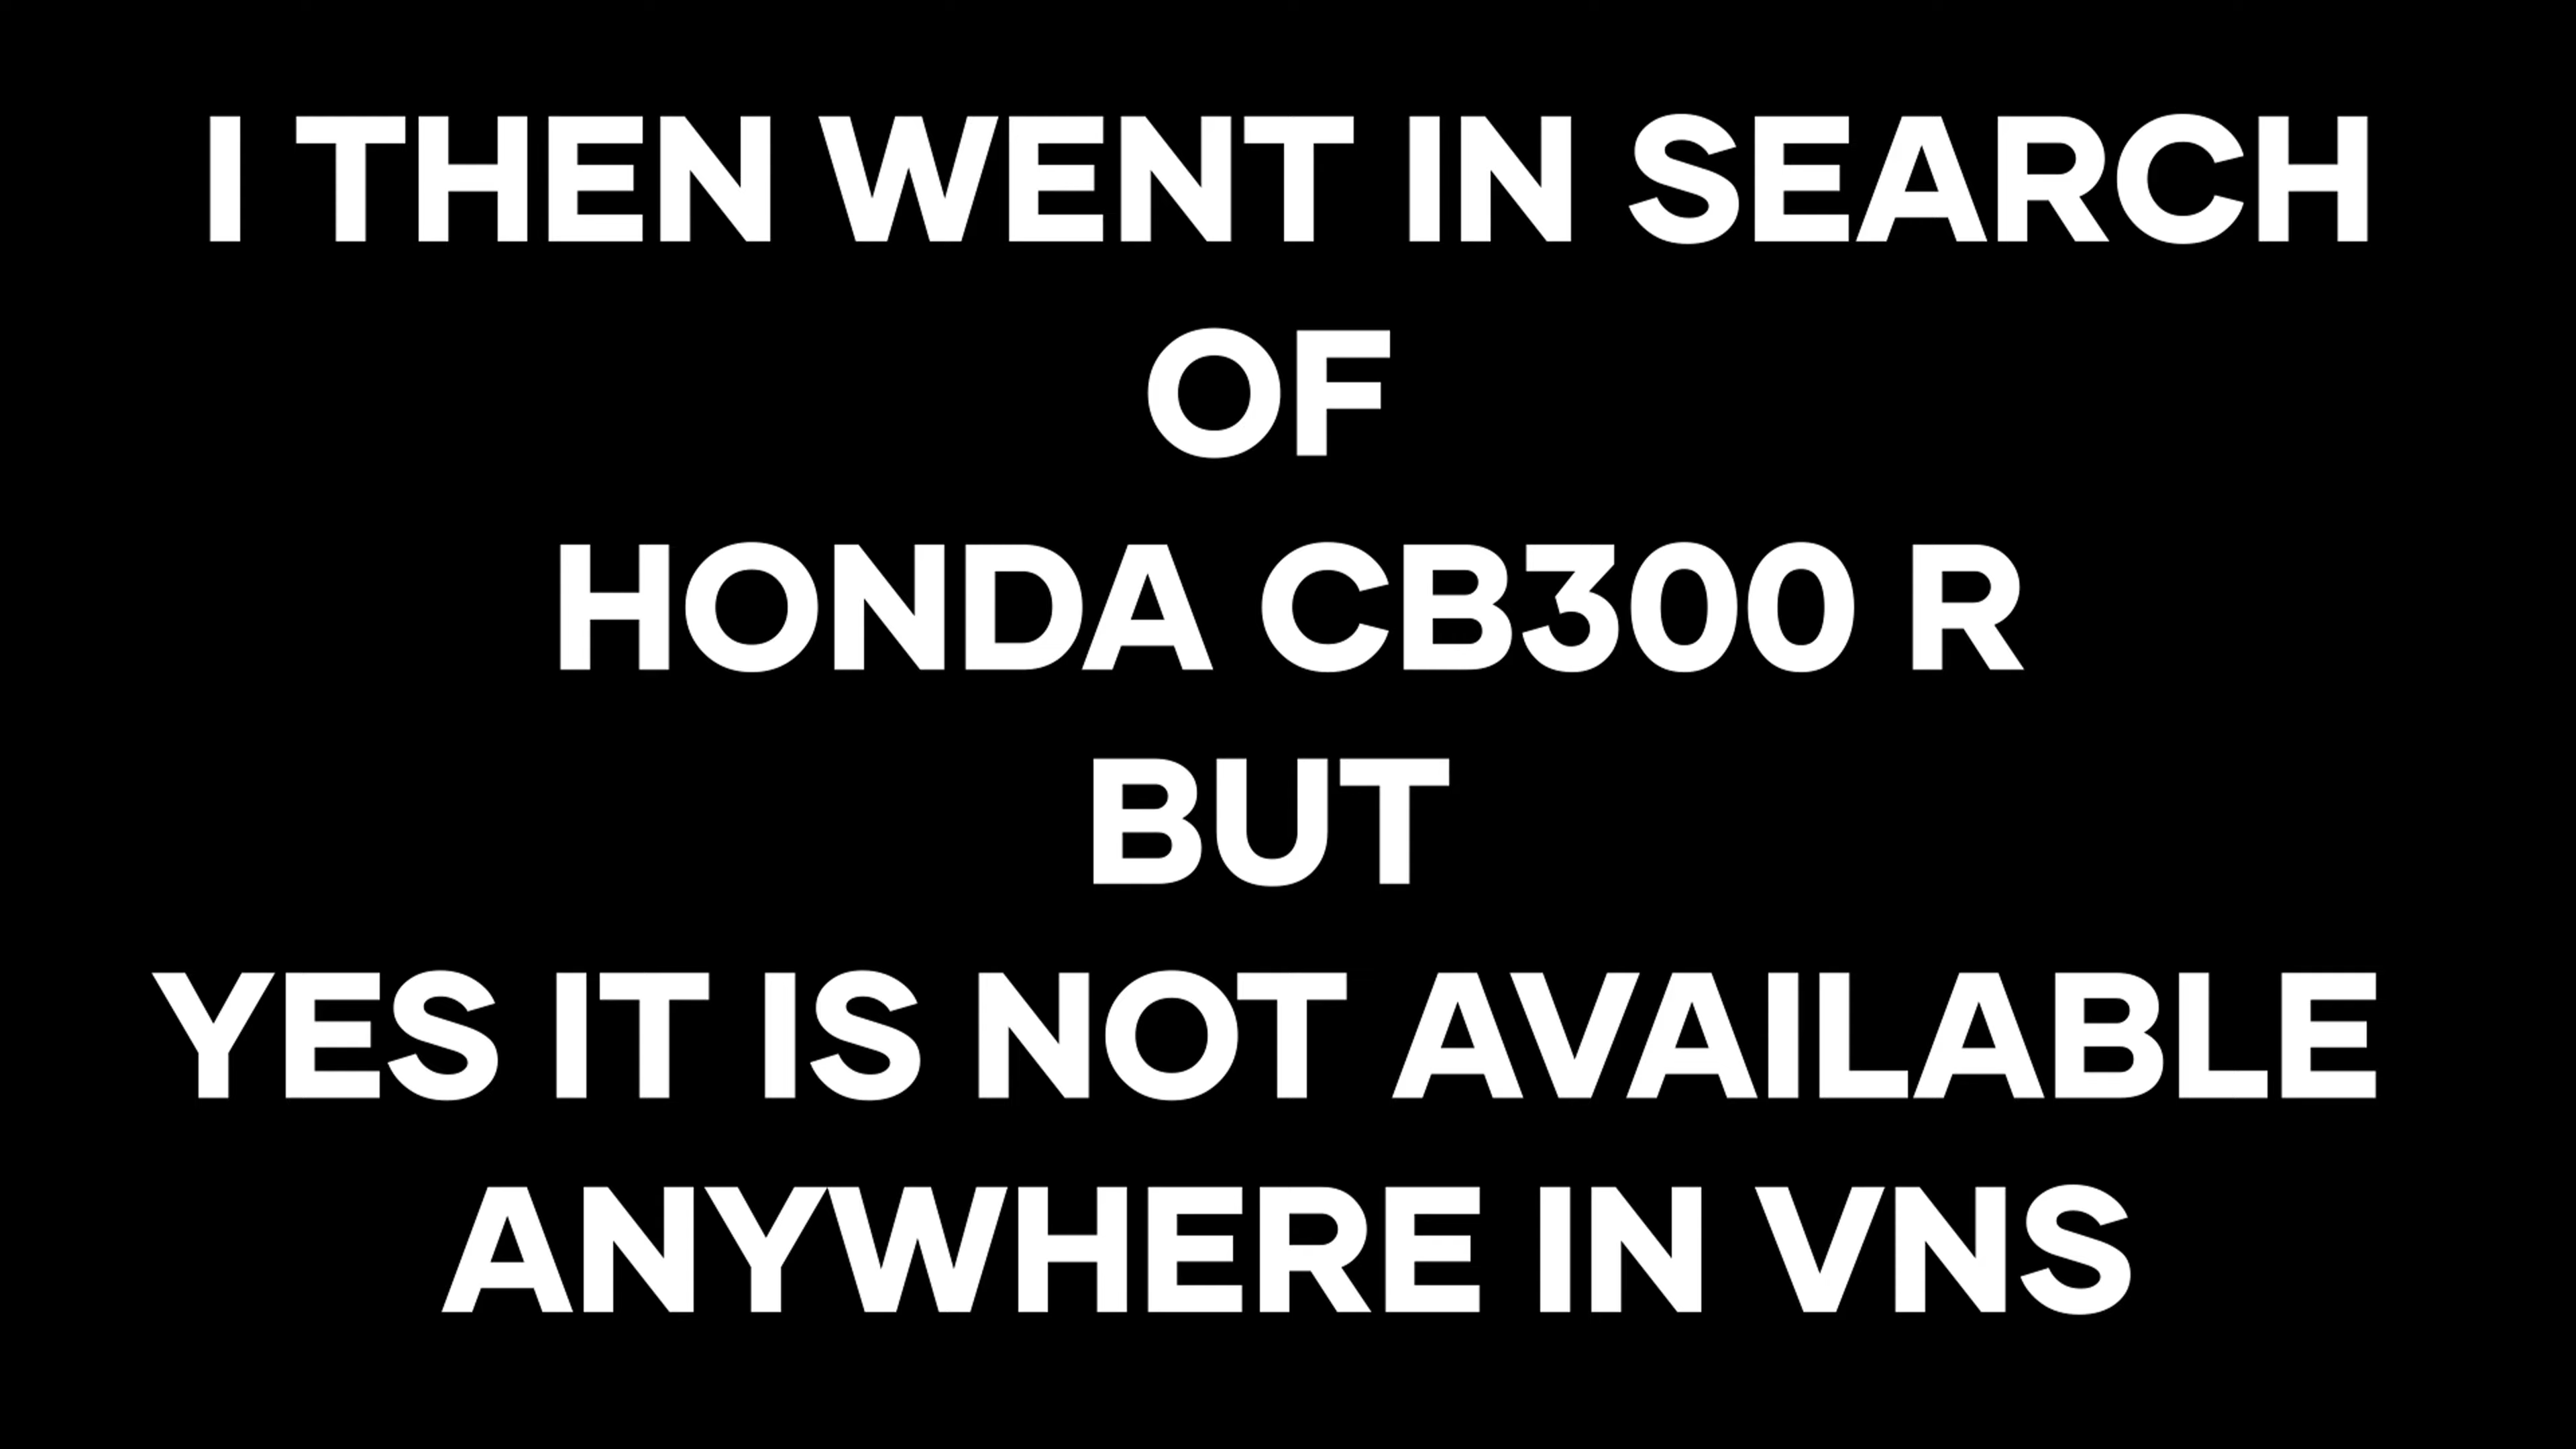 I THEN WENT IN SEARCH
OF
HONDA CB300 R
BUT
YES IT IS NOT AVAILABLE
ANYWHERE IN VNS